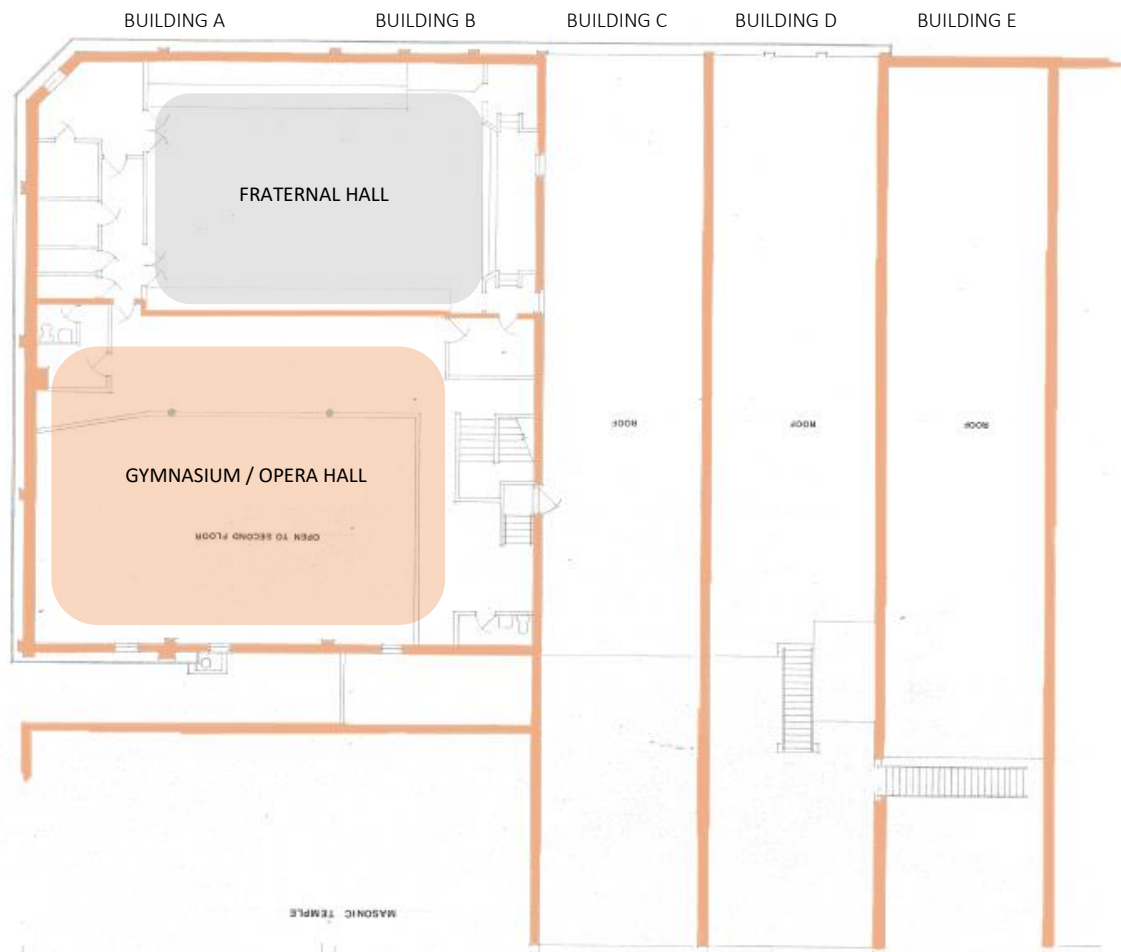 BUILDING A
BUILDING B
BUILDING C
BUILDING D
BUILDING E
FRATERNAL HALL
ROOF
ROOF
ROOF
GYMNASIUM / OPERA HALL
OPEN TO SECOND FLOOR
MASONIC TEMPLE